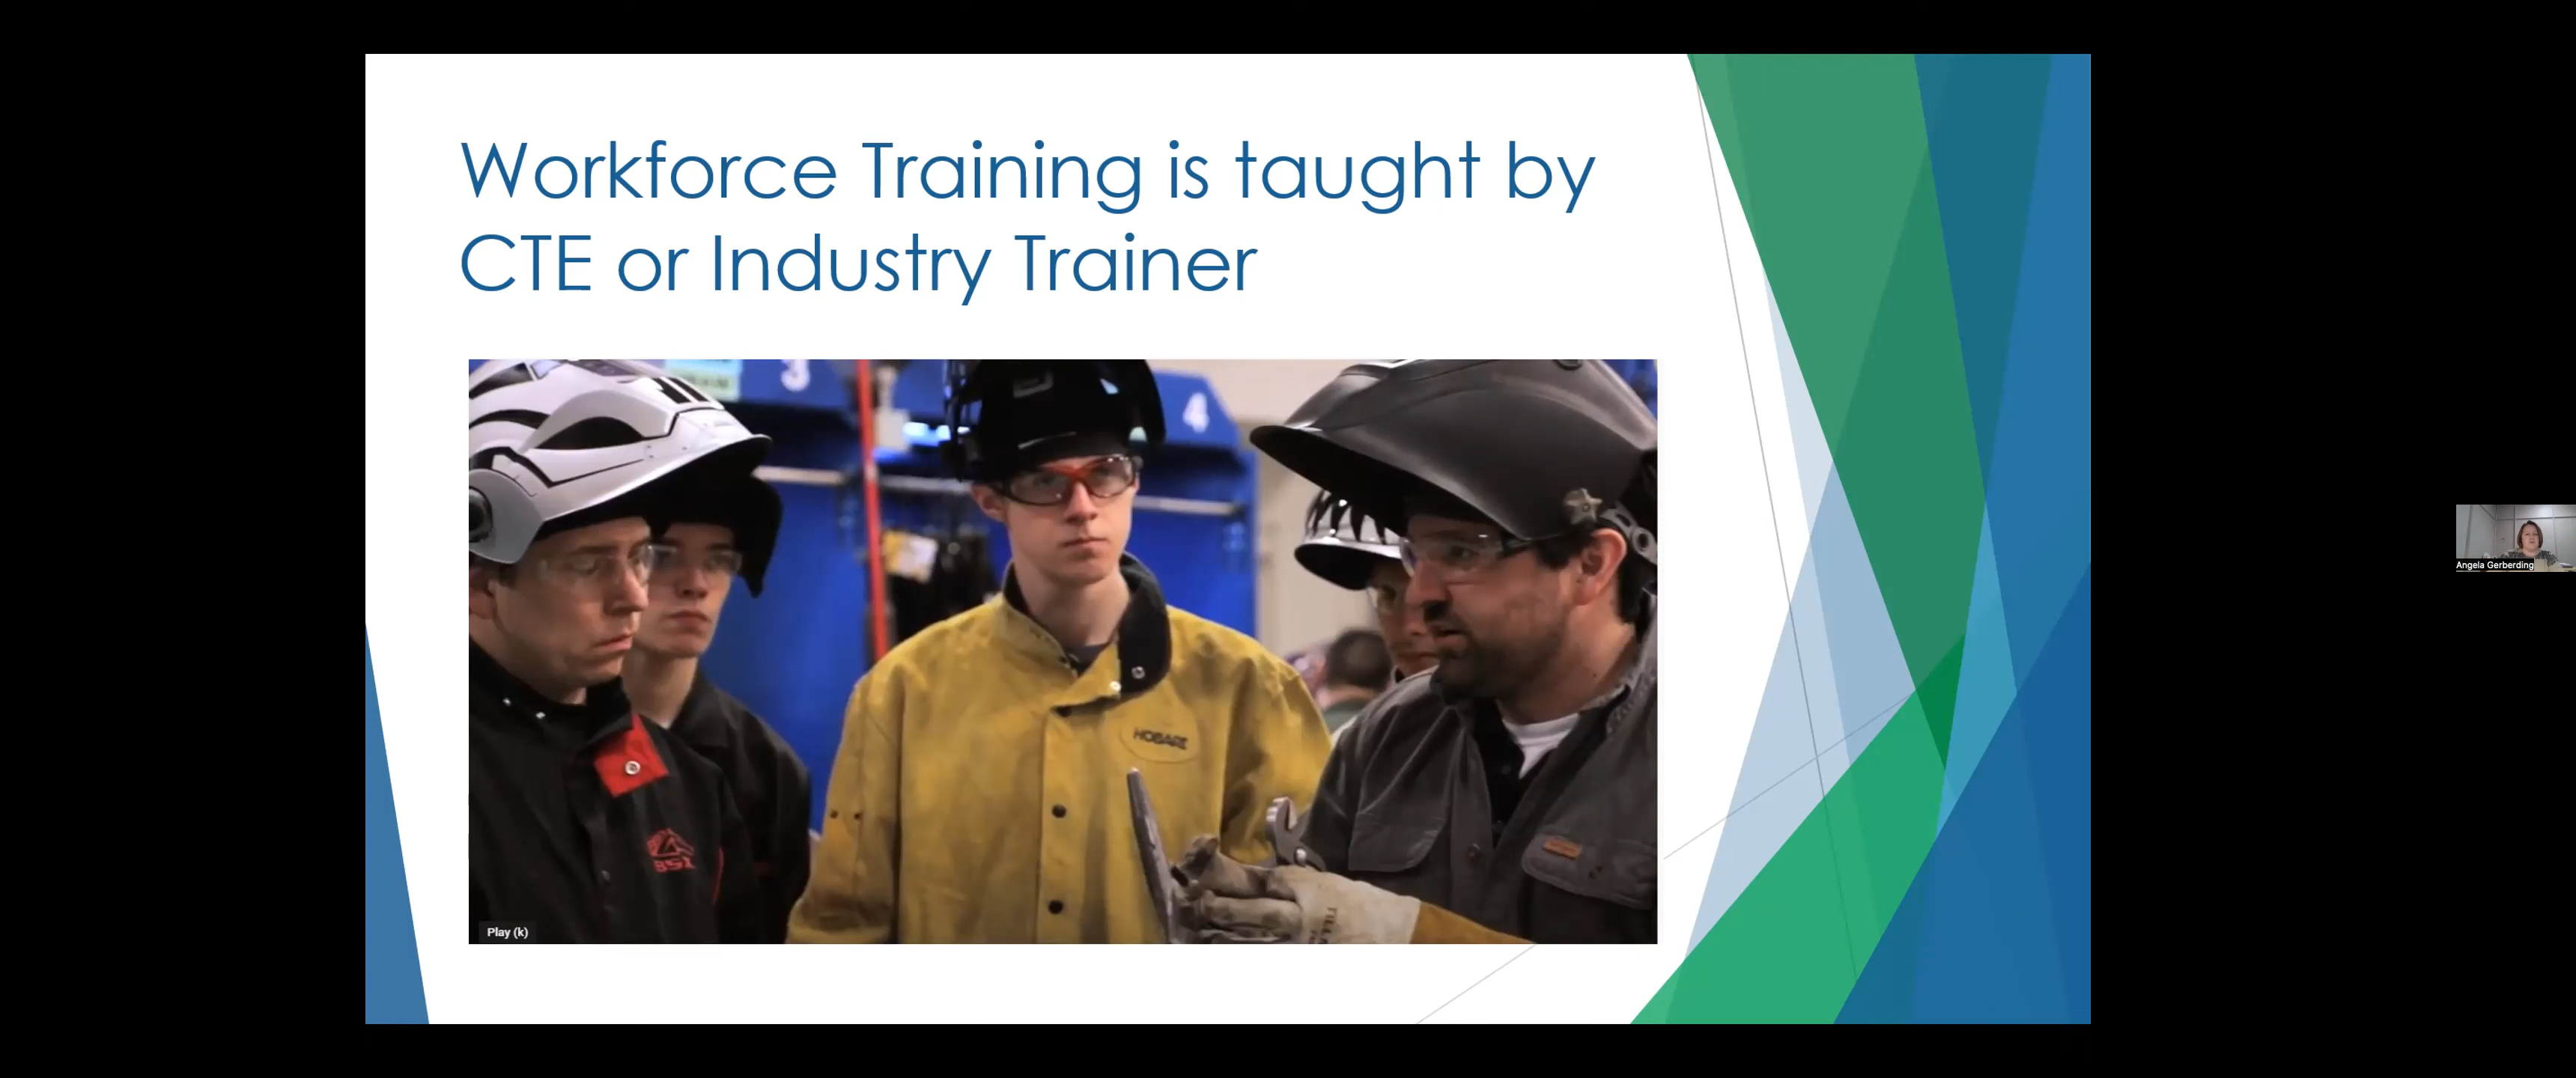 Workforce Training is taught by
CTE or Industry Trainer
3
4
HOBART
BSX
Play (k)
Angela Gerberding